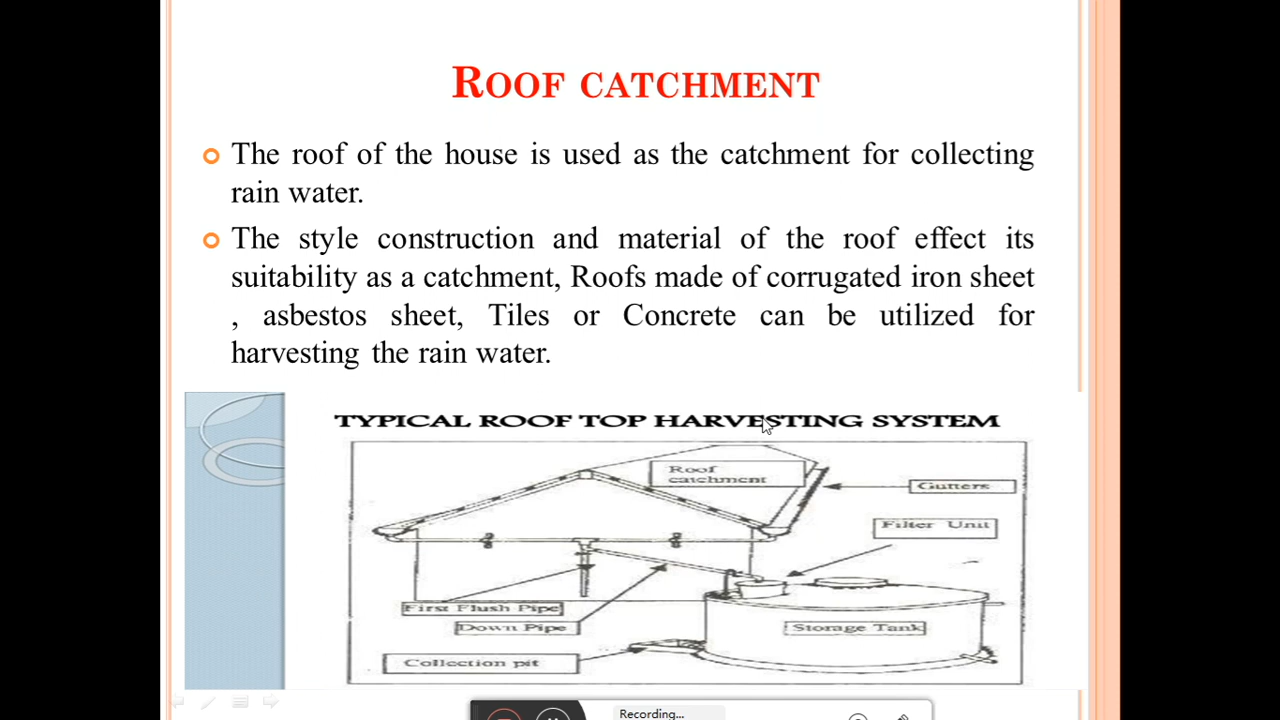 ROOF CATCHMENT
The roof of the house is used as the catchment for collecting
rain water.
The style construction and material of the roof effect its
suitability as a catchment, Roofs made of corrugated iron sheet
, asbestos sheet, Tiles or Concrete can be utilized for
harvesting the rain water.
TYPICAL ROOF TOP HARVESTING SYSTEM
Roof
catchment
Gutters
Filter Unit
First Flush Pipe
Down Pipe
Storage Tank
Collection pit
Recording...